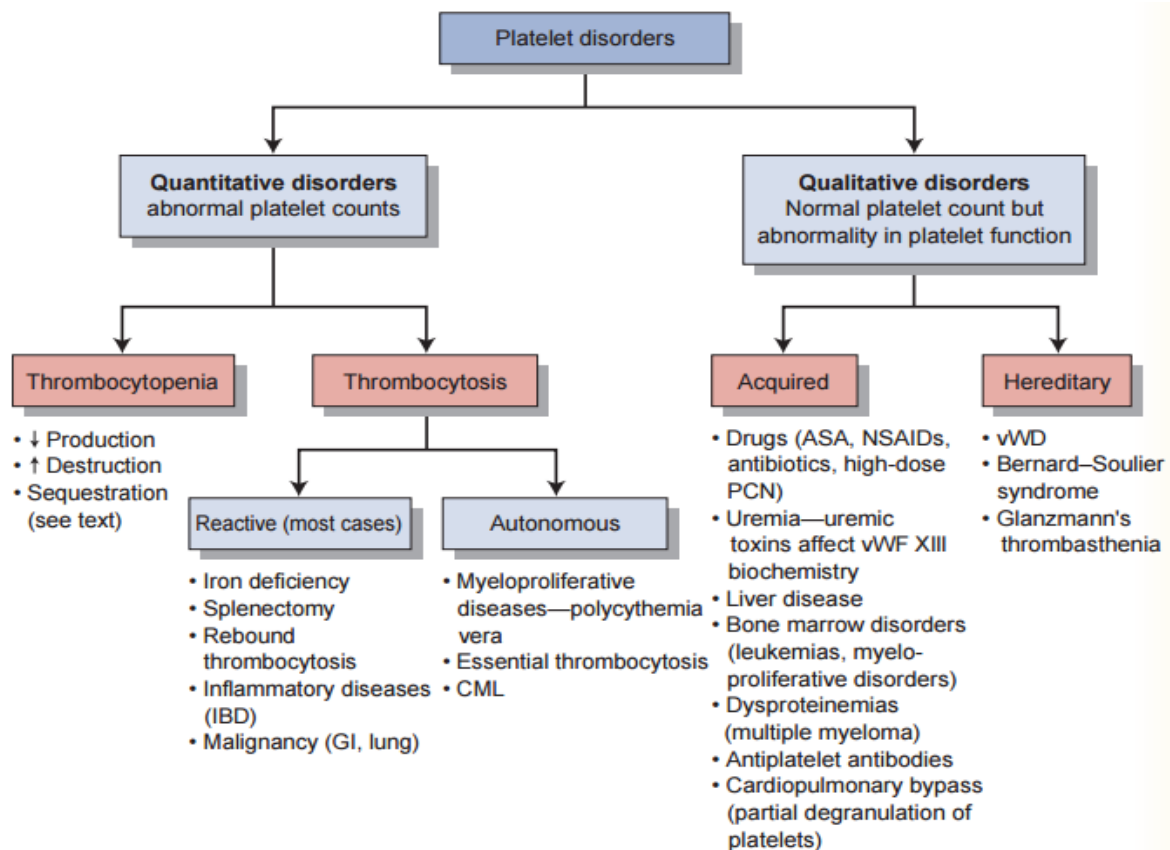 Platelet disorders
Quantitative disorders
abnormal platelet counts
Qualitative disorders
Normal platelet count but
abnormality in platelet function
Thrombocytopenia
• ↓ Production
• ↑ Destruction
• Sequestration
(see text)
Thrombocytosis
Reactive (most cases)
• Iron deficiency
• Splenectomy
• Rebound
thrombocytosis
• Inflammatory diseases
(IBD)
• Malignancy (GI, lung)
Autonomous
• Myeloproliferative
diseases—polycythemia
vera
• Essential thrombocytosis
• CML
Acquired
• Drugs (ASA, NSAIDs,
antibiotics, high-dose
PCN)
• Uremia—uremic
toxins affect vWF XIII
biochemistry
• Liver disease
• Bone marrow disorders
(leukemias, myelo-
proliferative disorders)
• Dysproteinemias
(multiple myeloma)
• Antiplatelet antibodies
• Cardiopulmonary bypass
(partial degranulation of
platelets)
Hereditary
• vWD
• Bernard–Soulier
syndrome
• Glanzmann's
thrombasthenia